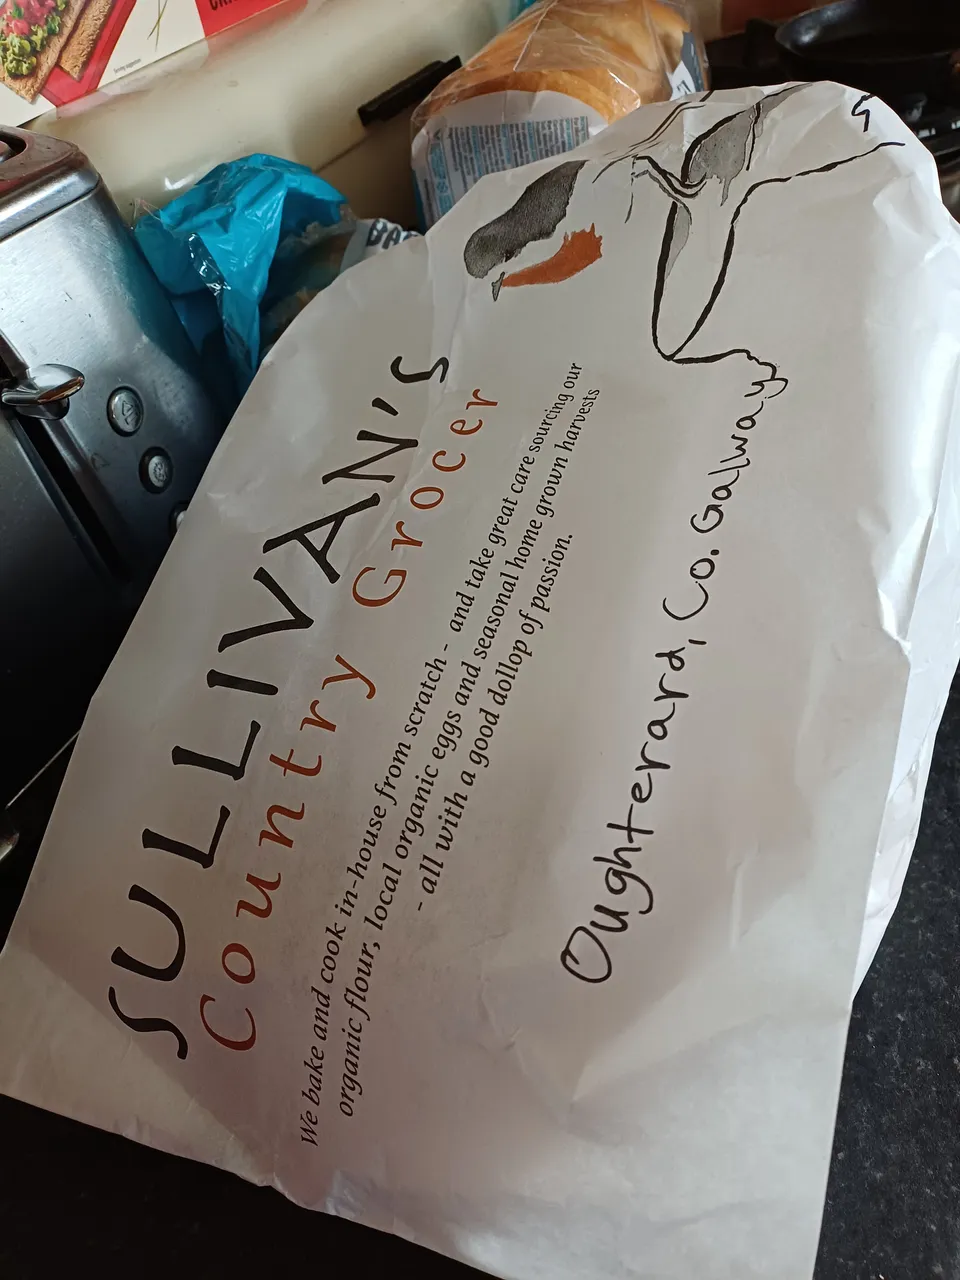 SULLIVAN'S
Country Grocer
We bake and cook in-house from scratch - and take great care sourcing our
organic flour, local organic eggs and seasonal home grown harvests
- all with a good dollop of passion.
Oughterard, Co. Galway